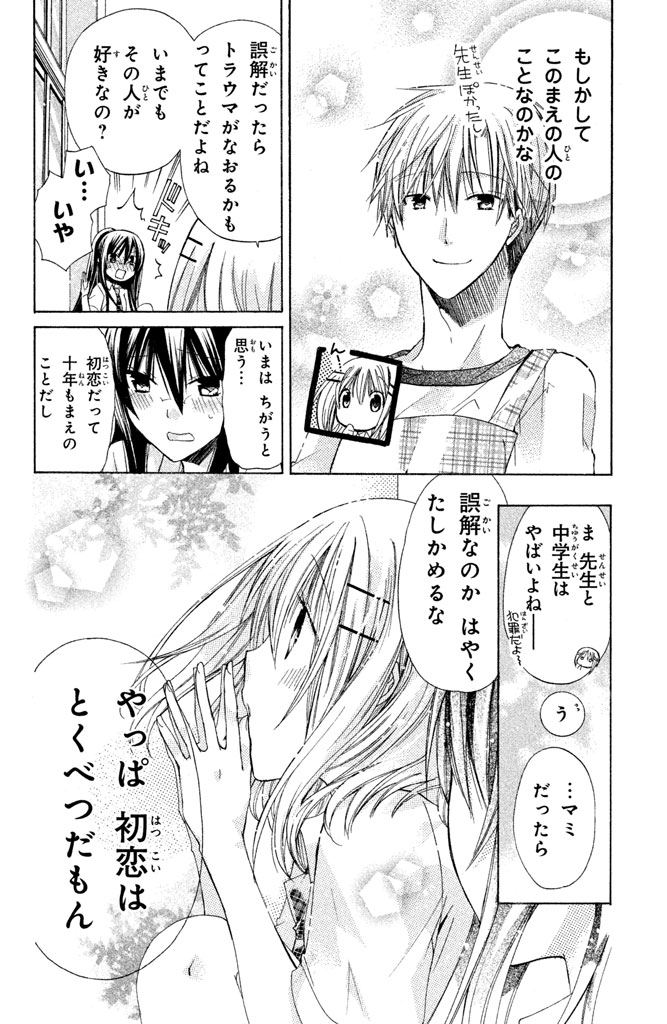 もしかして
このまえの人の
ことなのかな
先生ぽかったし
ん
誤解だったら
トラウマがなおるかも
ってことだよね
いまでも
その人が
好きなの？
ドキッ
い…
いや
いまは ちがうと
思う…
初恋だって
十年もまえの
ことだし
ま 先生と
中学生は
やばいよね――
犯罪だよ～
うっ
…マミ
だったら
誤解なのか はやく
たしかめるな
やっぱ 初恋は
とくべつだもん